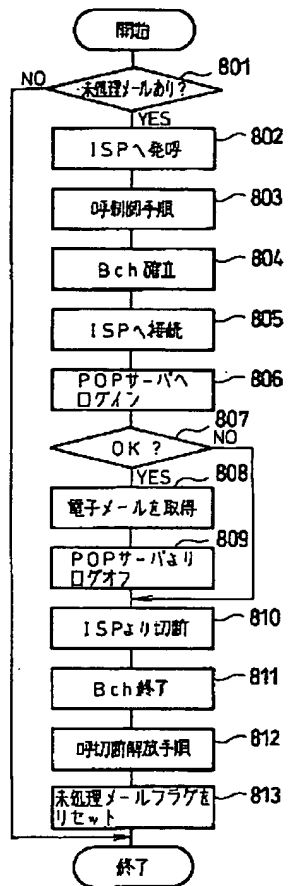 開始
801
NO
未処理メールあり?
YES
802
ISPへ発呼
803
呼制御手順
804
Bch確立
805
ISPへ接続
806
POPサーバへ
ログイン
807
OK?
NO
YES
808
電子メールを取得
809
POPサーバより
ログオフ
810
ISPより切断
811
Bch終了
812
呼切断解放手順
813
未処理メールフラグを
リセット
終了